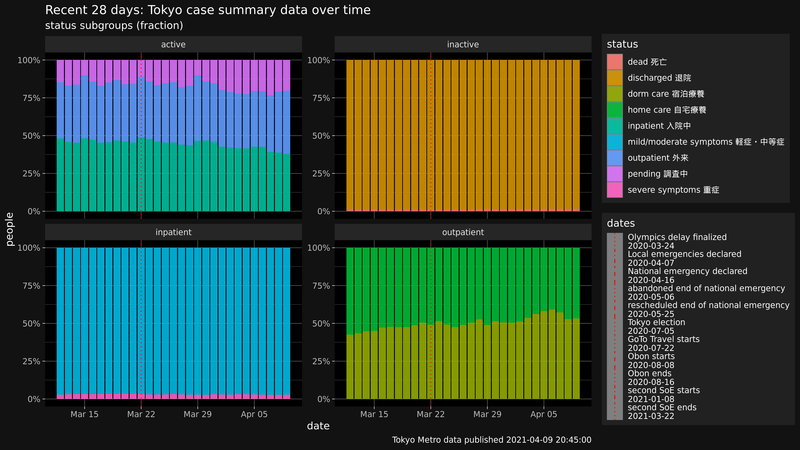 Recent 28 days: Tokyo case summary data over time
status subgroups (fraction)
active
inactive
100%
75%
50%
25%
0%
inpatient
outpatient
100%
75%
50%
25%
0%
people
Mar 15
Mar 22
Mar 29
Apr 05
Mar 15
Mar 22
Mar 29
Apr 05
date
Tokyo Metro data published 2021-04-09 20:45:00
status
dead 死亡
discharged 退院
dorm care 宿泊療養
home care 自宅療養
inpatient 入院中
mild/moderate symptoms 軽症・中等症
outpatient 外来
pending 調査中
severe symptoms 重症
dates
Olympics delay finalized
2020-03-24
Local emergencies declared
2020-04-07
National emergency declared
2020-04-16
abandoned end of national emergency
2020-05-06
rescheduled end of national emergency
2020-05-25
Tokyo election
2020-07-05
GoTo Travel starts
2020-07-22
Obon starts
2020-08-08
Obon ends
2020-08-16
second SoE starts
2021-01-08
second SoE ends
2021-03-22